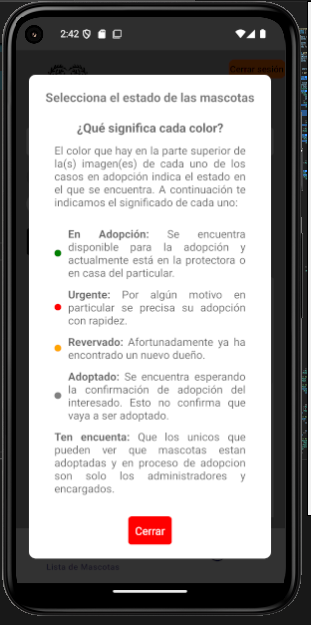 2:42
Cerrar sesión
Selecciona el estado de las mascotas
¿Qué significa cada color?
El color que hay en la parte superior de
la(s) imagen(es) de cada uno de los
casos en adopción indica el estado en
el que se encuentra. A continuación te
indicamos el significado de cada uno:
En Adopción: Se encuentra
disponible para la adopción y
actualmente está en la protectora o
en casa del particular.
Urgente: Por algún motivo en
particular se precisa su adopción
con rapidez.
Revervado: Afortunadamente ya ha
encontrado un nuevo dueño.
Adoptado: Se encuentra esperando
la confirmación de adopción del
interesado. Esto no confirma que
vaya a ser adoptado.
Ten encuenta: Que los unicos que
pueden ver que mascotas estan
adoptadas y en proceso de adopcion
son solo los administradores y
encargados.
Cerrar
Lista de Mascotas